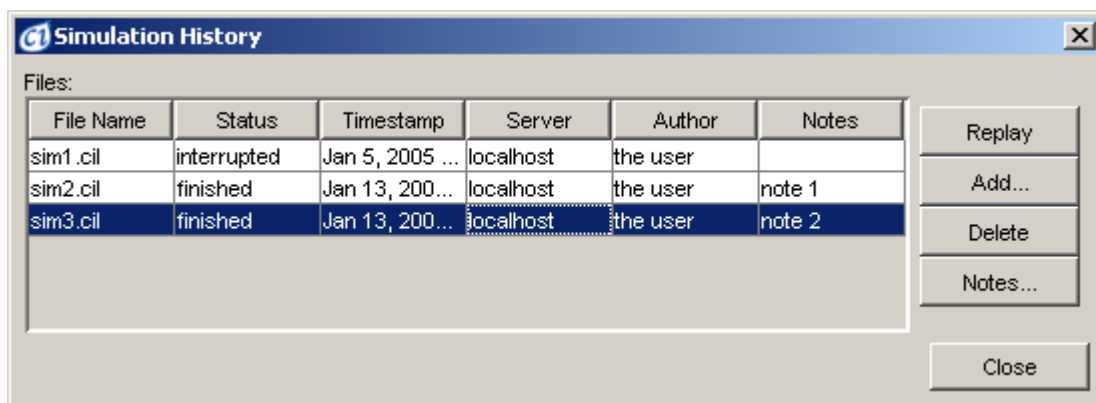 Simulation History
Files:
File Name Status Timestamp Server Author Notes
sim1.cil interrupted Jan 5, 2005 ... localhost the user
sim2.cil finished Jan 13, 200... localhost the user note 1
sim3.cil finished Jan 13, 200... localhost the user note 2
Replay
Add...
Delete
Notes...
Close